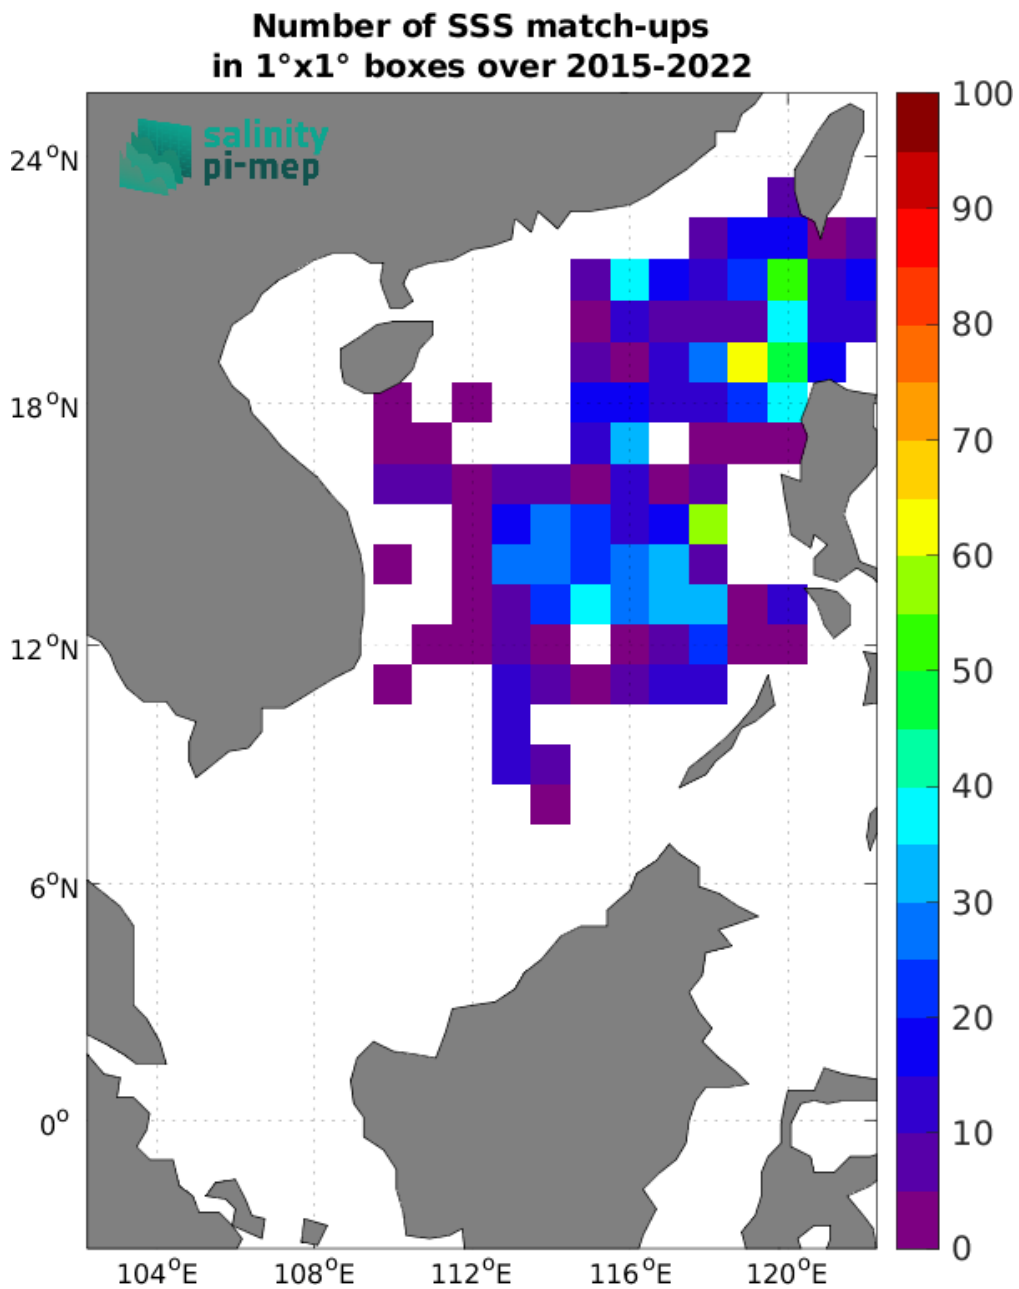 Number of SSS match-ups
in 1°x1° boxes over 2015-2022
salinity
pi-mep
24°N
18°N
12°N
6°N
0°
104°E 108°E 112°E 116°E 120°E
100
90
80
70
60
50
40
30
20
10
0